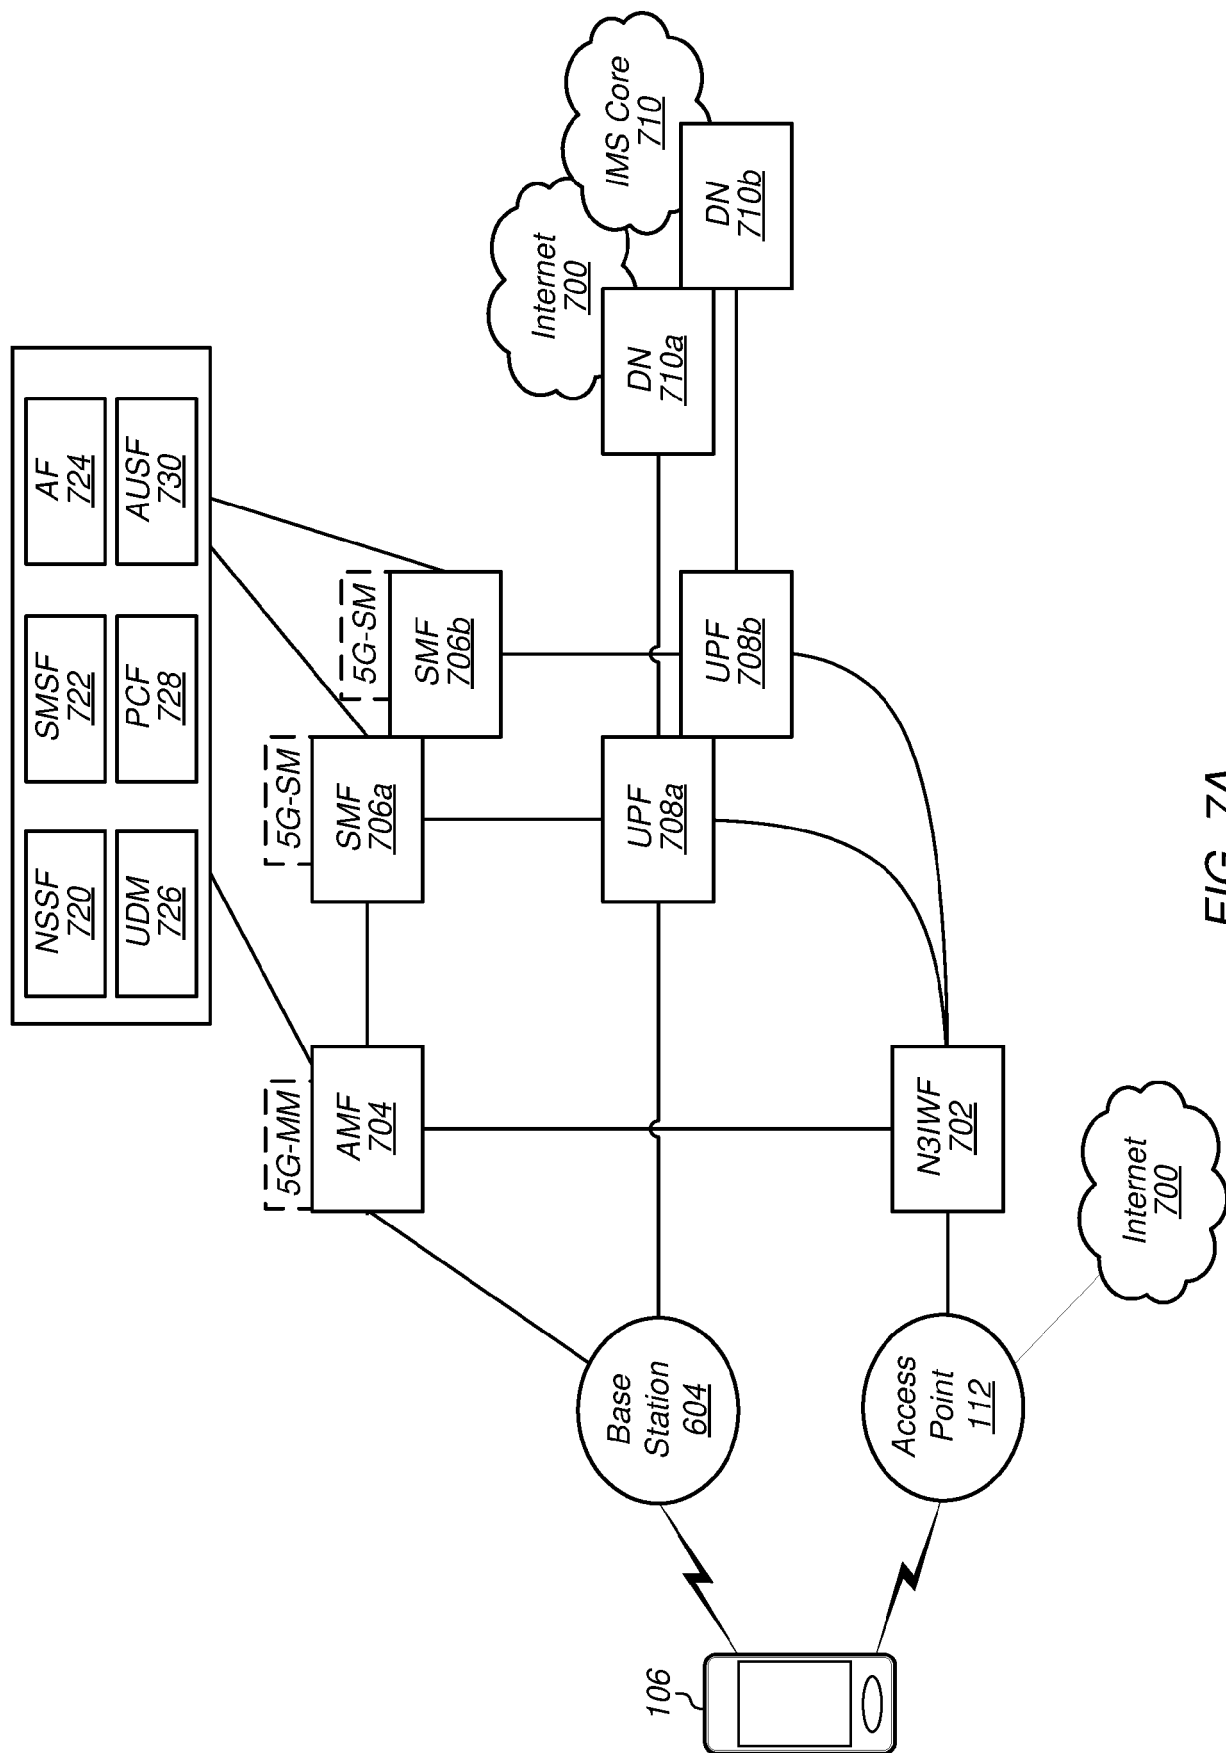 NSSF
720
SMSF
722
AF
724
UDM
726
PCF
728
AUSF
730
5G-MM
AMF
704
5G-SM
SMF
706a
5G-SM
SMF
706b
Internet
700
IMS Core
710
DN
710a
DN
710b
UPF
708a
UPF
708b
106
Base
Station
604
Access
Point
112
N3IWF
702
Internet
700
FIG. 7A